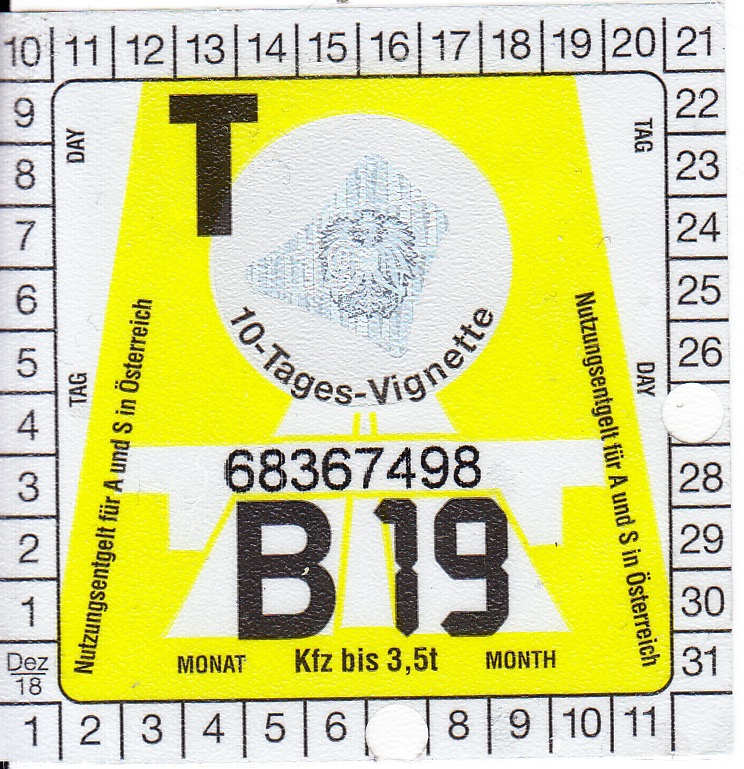 10 11 12 13 14 15 16 17 18 19 20 21
9
8
7
6
5
4
3
2
1
Dez
18
22
23
24
25
26
28
29
30
31
DAY
TAG
TAG
DAY
T
10-Tages-Vignette
Nutzungsentgelt für A und S in Österreich
Nutzungsentgelt für A und S in Österreich
68367498
B 19
MONAT Kfz bis 3,5t MONTH
1 2 3 4 5 6 8 9 10 11